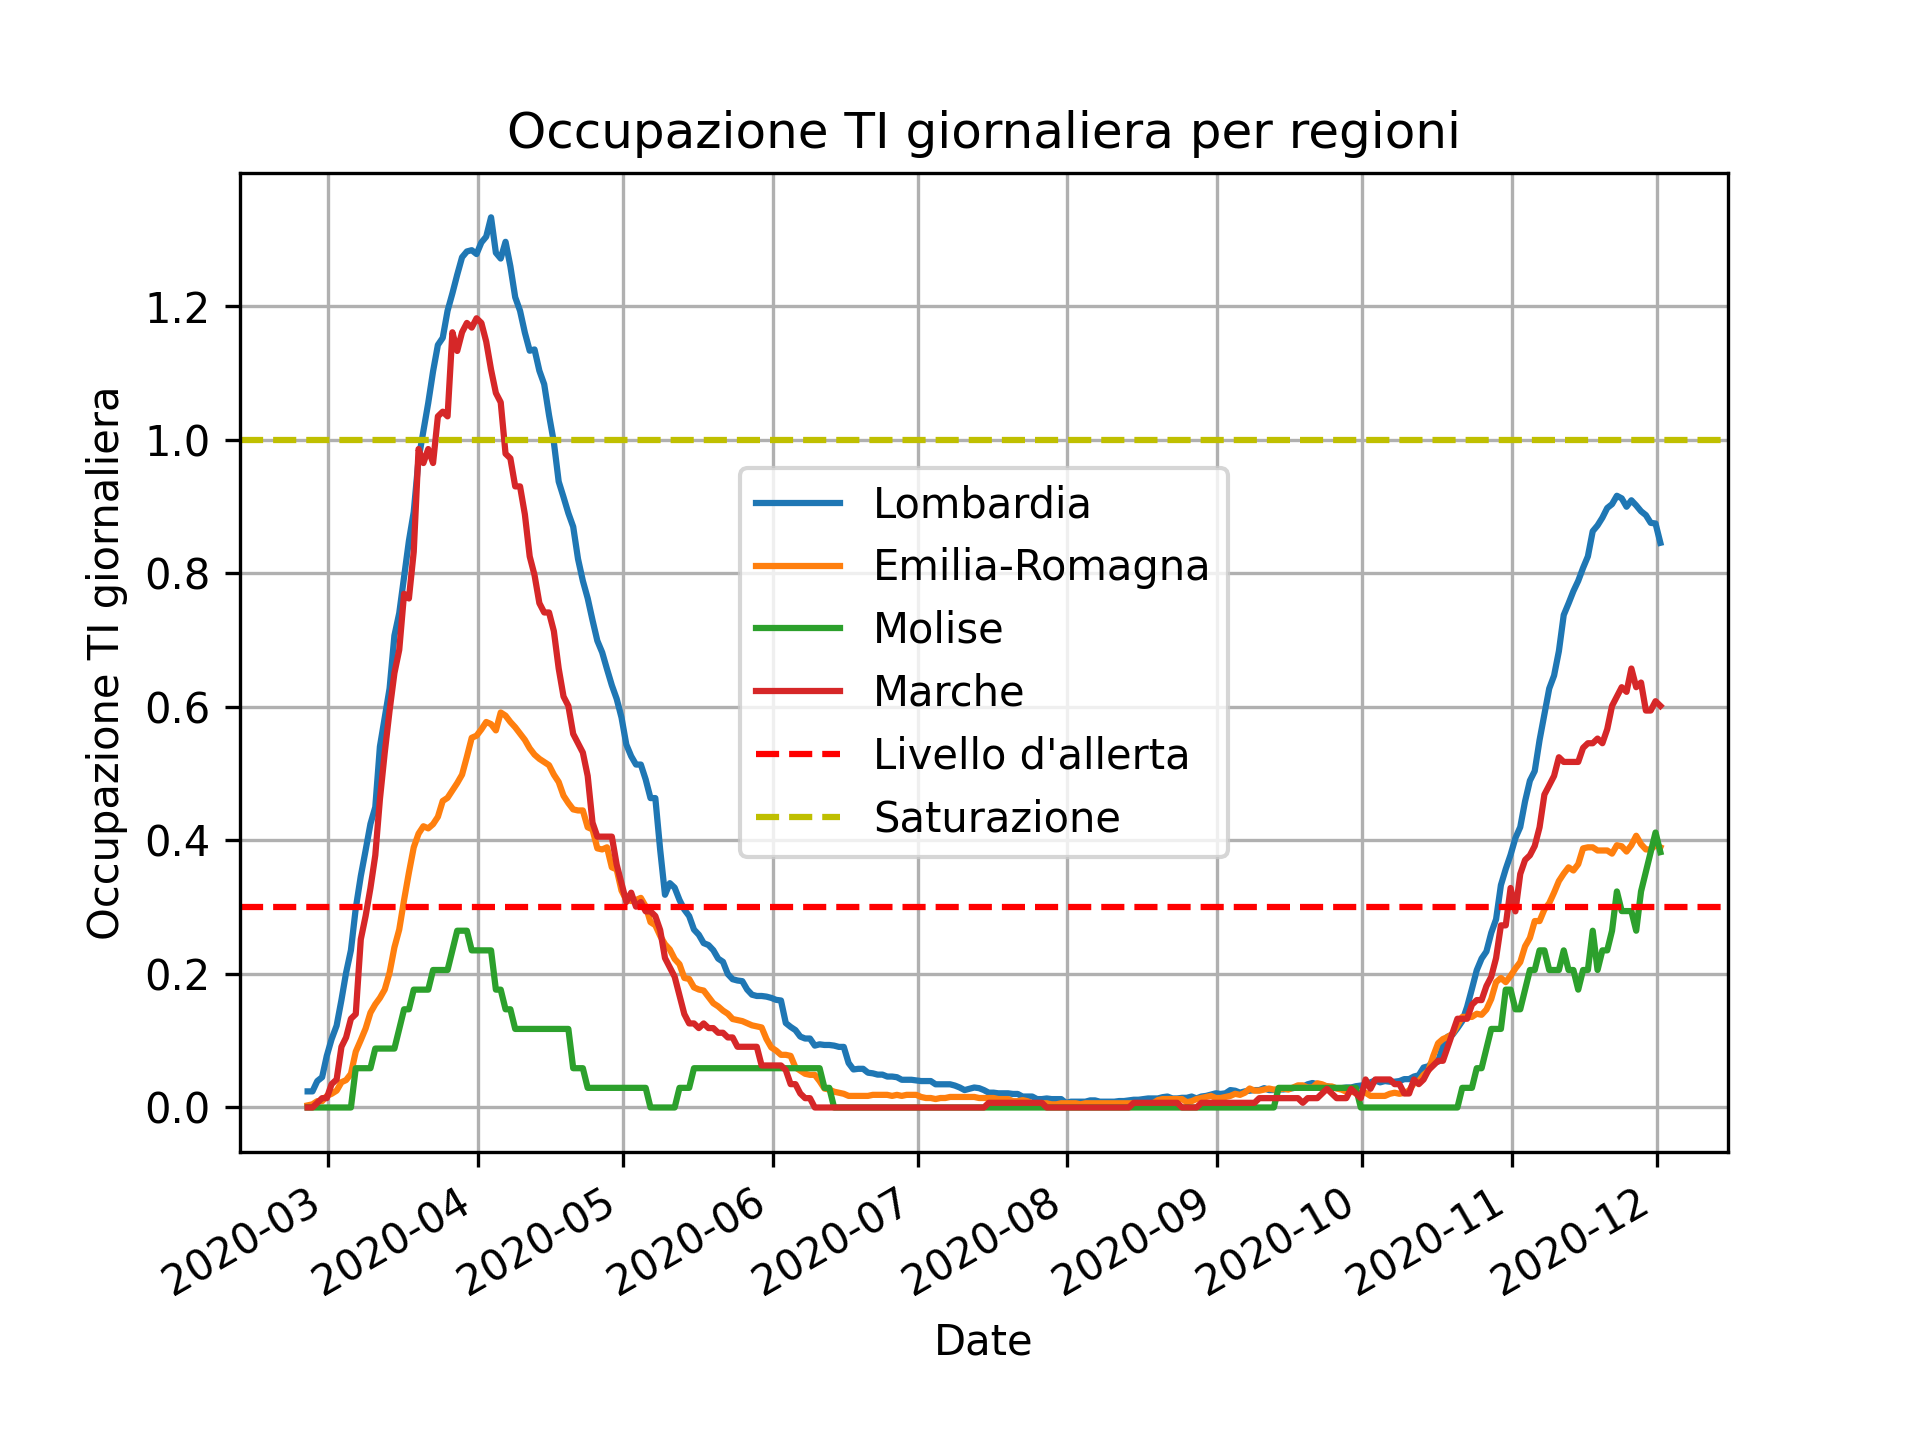 Occupazione TI giornaliera per regioni
Occupazione TI giornaliera
1.2
1.0
0.8
0.6
0.4
0.2
0.0
Lombardia
Emilia-Romagna
Molise
Marche
Livello d'allerta
Saturazione
2020-03
2020-04
2020-05
2020-06
2020-07
2020-08
2020-09
2020-10
2020-11
2020-12
Date